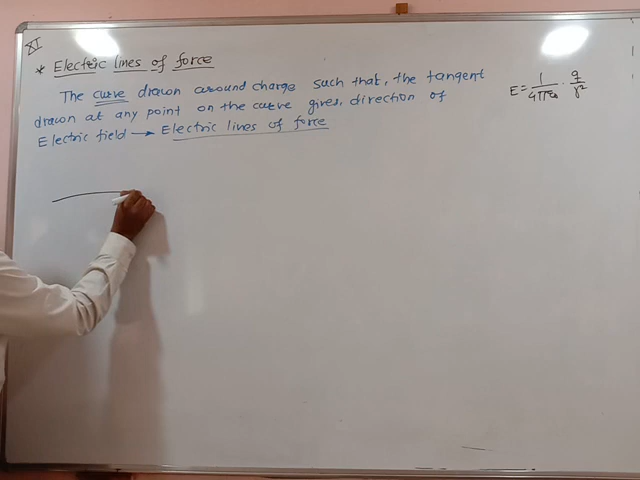 XI
* Electric lines of force
The curve drawn around charge such that, the tangent
drawn at any point on the curve gives, direction of
Electric field → Electric lines of force
E = 1/4πε₀ · q/r²